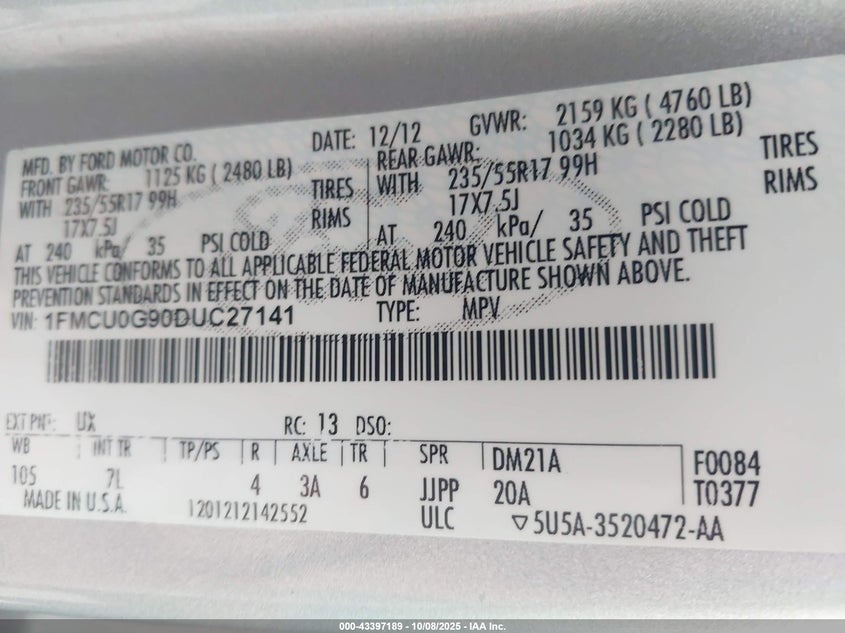 MFD. BY FORD MOTOR CO. DATE: 12/12 GVWR: 2159 KG ( 4760 LB)
FRONT GAWR: 1125 KG ( 2480 LB) REAR GAWR: 1034 KG ( 2280 LB)
WITH 235/55R17 99H TIRES WITH 235/55R17 99H TIRES
17X7.5J RIMS 17X7.5J RIMS
AT 240 kPa/ 35 PSI COLD AT 240 kPa/ 35 PSI COLD
THIS VEHICLE CONFORMS TO ALL APPLICABLE FEDERAL MOTOR VEHICLE SAFETY AND THEFT
PREVENTION STANDARDS IN EFFECT ON THE DATE OF MANUFACTURE SHOWN ABOVE.
VIN: 1FMCU0G90DUC27141 TYPE: MPV
EXT PNT: UX RC: 13 DSO:
WB INT TR TP/PS R AXLE TR SPR DM21A F0084
105 7L 4 3A 6 JJPP 20A T0377
MADE IN U.S.A. 1201212142552 ULC ▽5U5A-3520472-AA
000-43397189 - 10/08/2025 - IAA Inc.